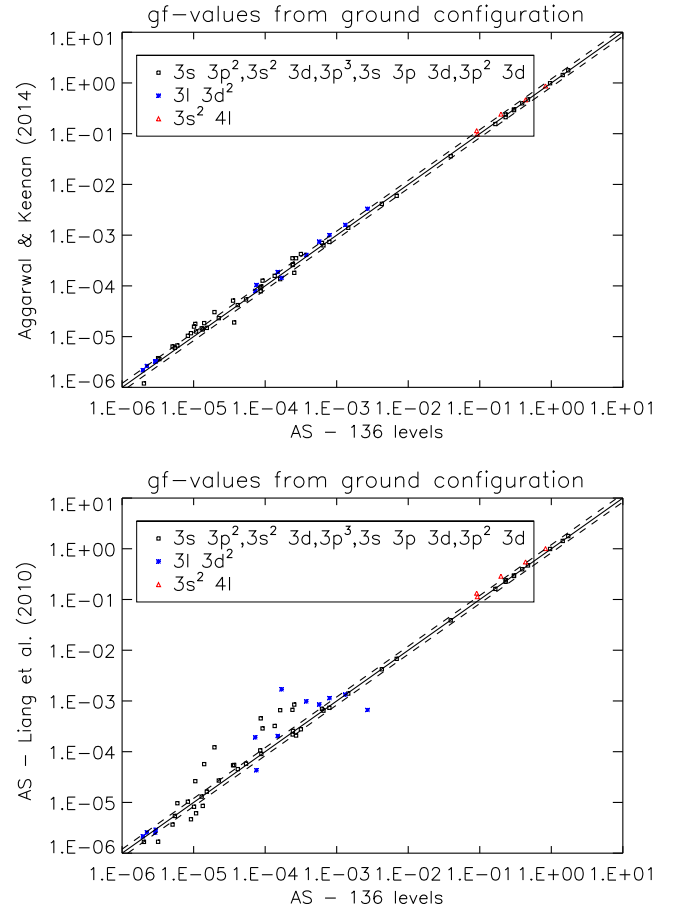 gf-values from ground configuration
1.E+01
1.E+00
1.E-01
1.E-02
1.E-03
1.E-04
1.E-05
1.E-06
Aggarwal & Keenan (2014)
3s 3p²,3s² 3d,3p³,3s 3p 3d,3p² 3d
3l 3d²
3s² 4l
1.E-06 1.E-05 1.E-04 1.E-03 1.E-02 1.E-01 1.E+00 1.E+01
AS - 136 levels
gf-values from ground configuration
1.E+01
1.E+00
1.E-01
1.E-02
1.E-03
1.E-04
1.E-05
1.E-06
AS - Liang et al. (2010)
3s 3p²,3s² 3d,3p³,3s 3p 3d,3p² 3d
3l 3d²
3s² 4l
1.E-06 1.E-05 1.E-04 1.E-03 1.E-02 1.E-01 1.E+00 1.E+01
AS - 136 levels